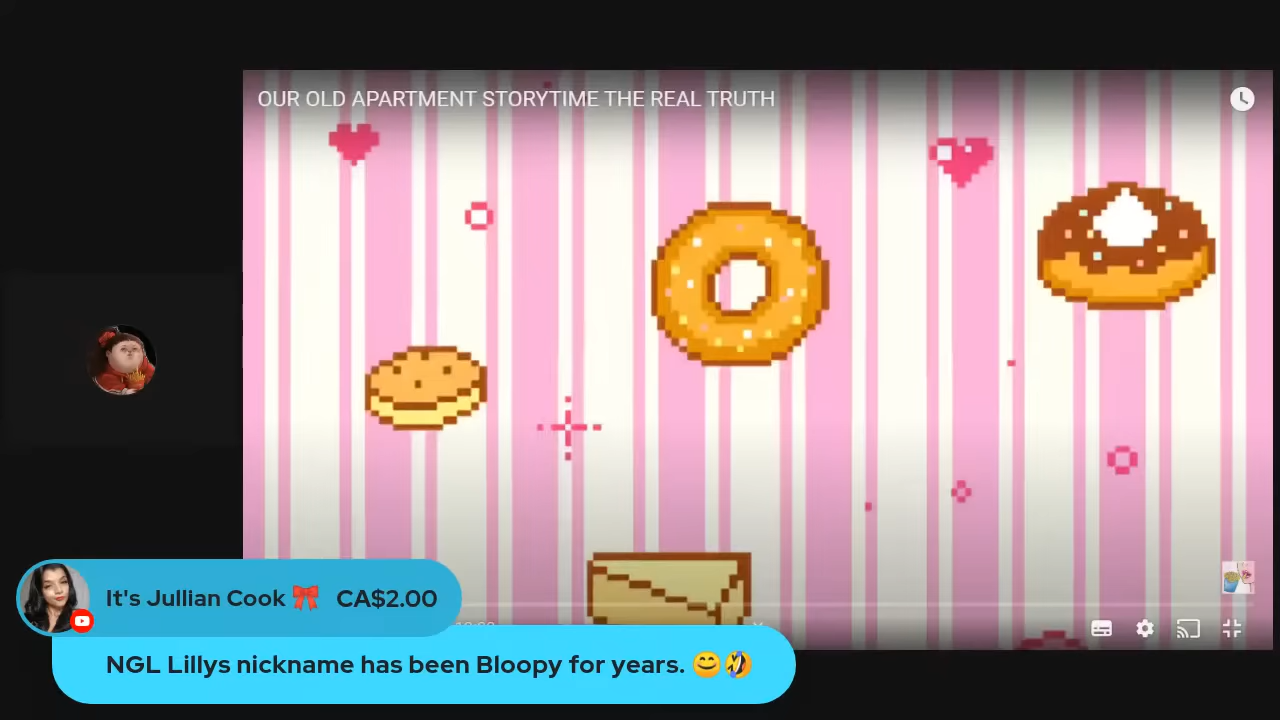 OUR OLD APARTMENT STORYTIME THE REAL TRUTH
It's Jullian Cook 🎀 CA$2.00
NGL Lillys nickname has been Bloopy for years. 😊🤣